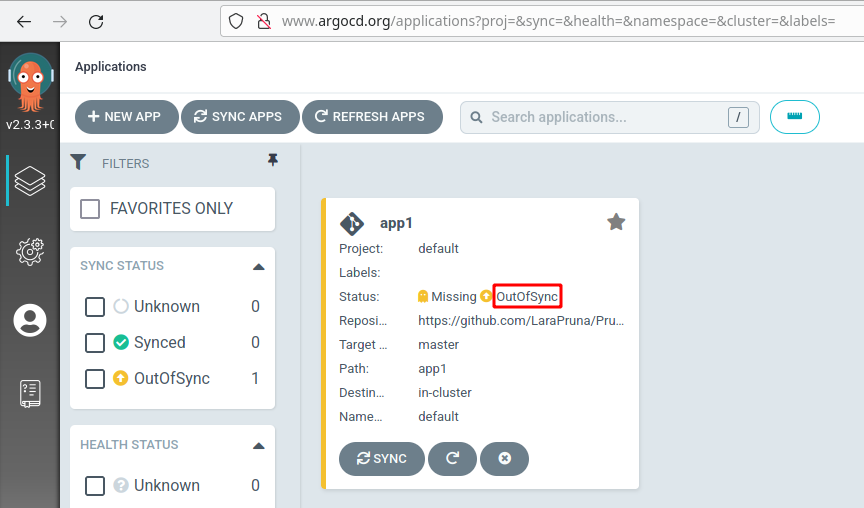 www.argocd.org/applications?proj=&sync=&health=&namespace=&cluster=&labels=
Applications
v2.3.3+0
NEW APP
SYNC APPS
REFRESH APPS
Search applications...
/
FILTERS
FAVORITES ONLY
SYNC STATUS
Unknown 0
Synced 0
OutOfSync 1
HEALTH STATUS
Unknown 0
app1
Project: default
Labels:
Status: Missing OutOfSync
Reposi... https://github.com/LaraPruna/Pru...
Target ... master
Path: app1
Destin... in-cluster
Name... default
SYNC